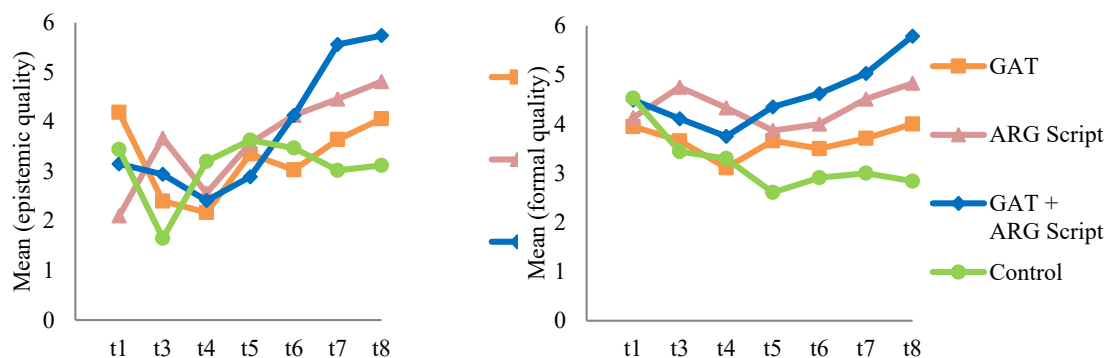 Mean (epistemic quality)
6
5
4
3
2
1
0
t1 t3 t4 t5 t6 t7 t8
Mean (formal quality)
6
5
4
3
2
1
0
t1 t3 t4 t5 t6 t7 t8
GAT
ARG Script
GAT +
ARG Script
Control